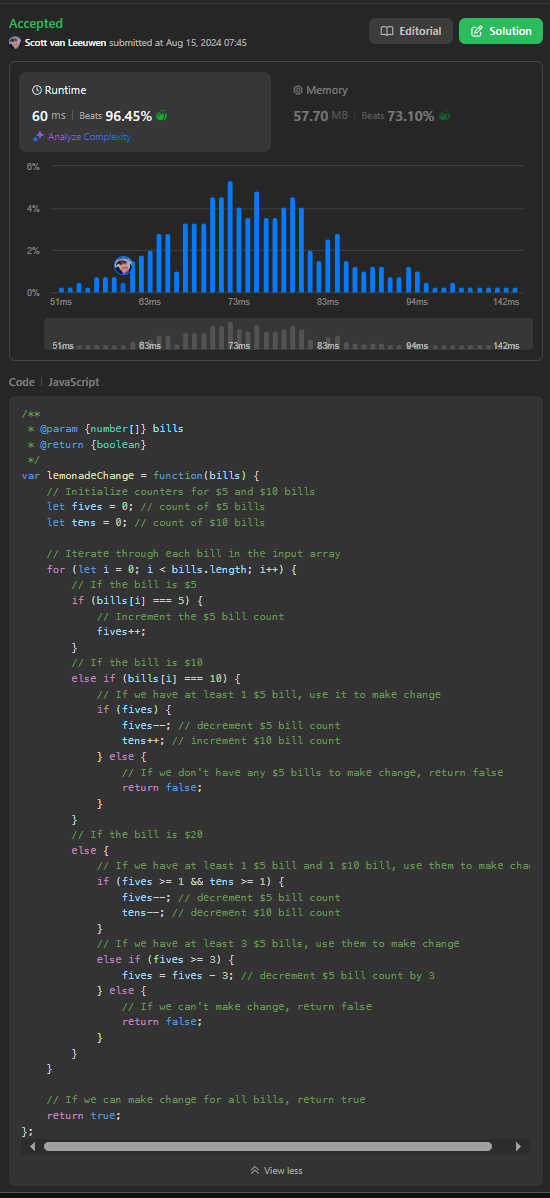 Accepted
Scott van Leeuwen submitted at Aug 15, 2024 07:45
Editorial
Solution
Runtime
60 ms | Beats 96.45%
Analyze Complexity
Memory
57.70 MB | Beats 73.10%
6%
4%
2%
0%
51ms 63ms 73ms 83ms 94ms 142ms
51ms 63ms 73ms 83ms 94ms 142ms
Code | JavaScript
/**
 * @param {number[]} bills
 * @return {boolean}
 */
var lemonadeChange = function(bills) {
    // Initialize counters for $5 and $10 bills
    let fives = 0; // count of $5 bills
    let tens = 0; // count of $10 bills
    // Iterate through each bill in the input array
    for (let i = 0; i < bills.length; i++) {
        // If the bill is $5
        if (bills[i] === 5) {
            // Increment the $5 bill count
            fives++;
        }
        // If the bill is $10
        else if (bills[i] === 10) {
            // If we have at least 1 $5 bill, use it to make change
            if (fives) {
                fives--; // decrement $5 bill count
                tens++; // increment $10 bill count
            } else {
                // If we don't have any $5 bills to make change, return false
                return false;
            }
        }
        // If the bill is $20
        else {
            // If we have at least 1 $5 bill and 1 $10 bill, use them to make cha
            if (fives >= 1 && tens >= 1) {
                fives--; // decrement $5 bill count
                tens--; // decrement $10 bill count
            }
            // If we have at least 3 $5 bills, use them to make change
            else if (fives >= 3) {
                fives = fives - 3; // decrement $5 bill count by 3
            } else {
                // If we can't make change, return false
                return false;
            }
        }
    }
    // If we can make change for all bills, return true
    return true;
};
View less